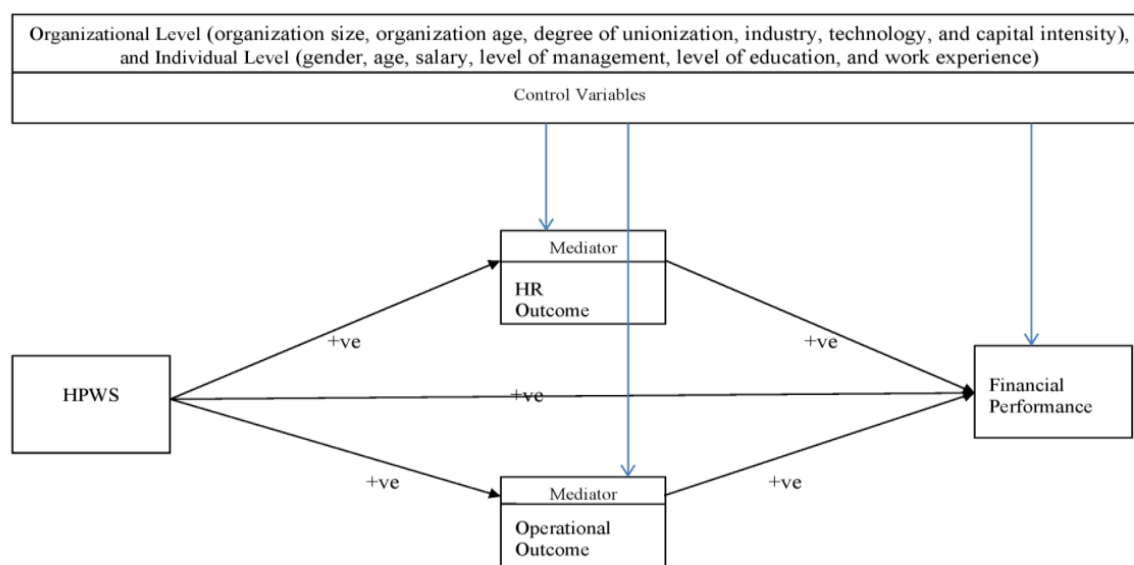 Organizational Level (organization size, organization age, degree of unionization, industry, technology, and capital intensity),
and Individual Level (gender, age, salary, level of management, level of education, and work experience)
Control Variables
Mediator
HR
Outcome
+ve
+ve
HPWS
+ve
Financial
Performance
+ve
+ve
Mediator
Operational
Outcome